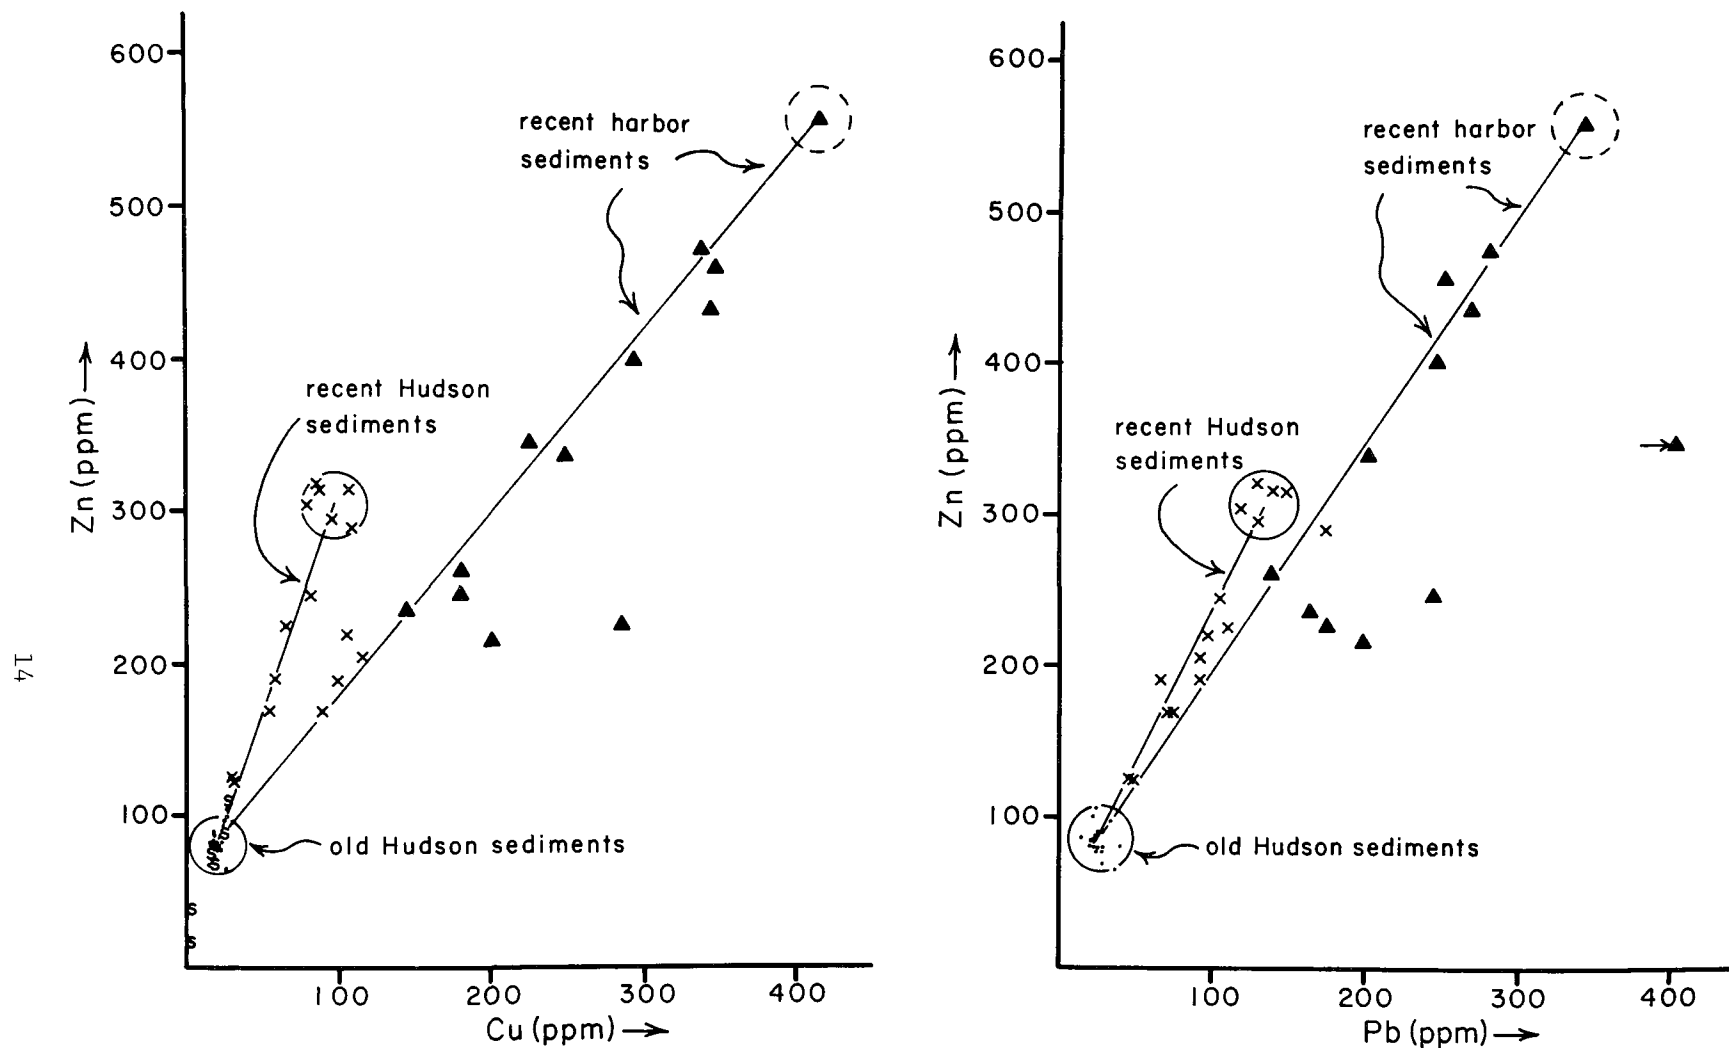 600
500
400
300
200
100
Zn (ppm)
recent harbor
sediments
recent Hudson
sediments
old Hudson sediments
s
s
s
s
s
s
s
100
200
300
400
Cu (ppm)
600
500
400
300
200
100
Zn (ppm)
recent harbor
sediments
recent Hudson
sediments
old Hudson sediments
100
200
300
400
Pb (ppm)
14